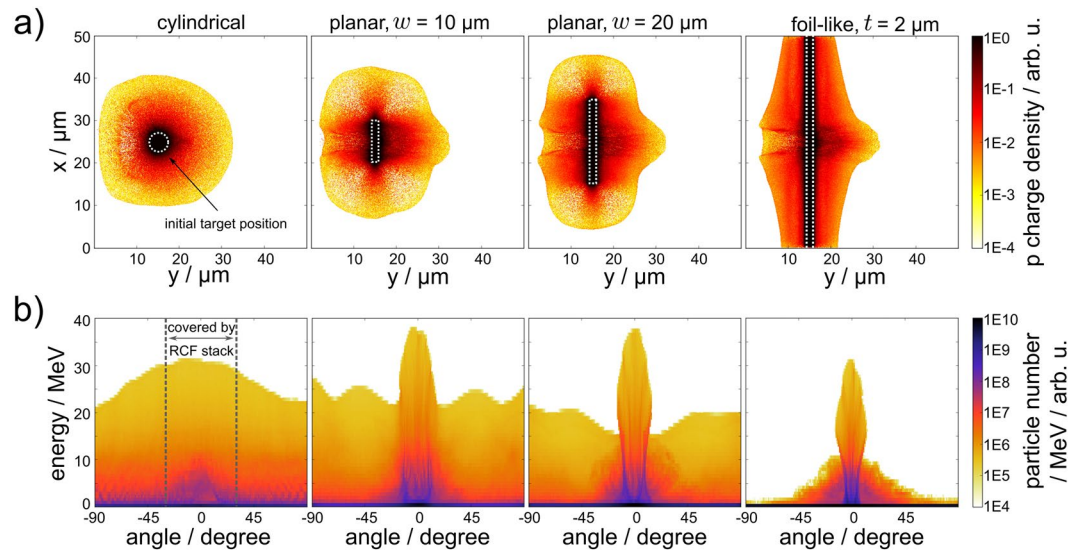 a)
cylindrical
planar, w = 10 µm
planar, w = 20 µm
foil-like, t = 2 µm
50
40
30
20
10
0
x / µm
initial target position
10 20 30 40
10 20 30 40
10 20 30 40
10 20 30 40
y / µm
y / µm
y / µm
y / µm
1E0
1E-1
1E-2
1E-3
1E-4
p charge density / arb. u.
b)
40
30
20
10
0
energy / MeV
covered by
RCF stack
-90 -45 0 45
-90 -45 0 45
-90 -45 0 45
-90 -45 0 45
angle / degree
angle / degree
angle / degree
angle / degree
1E10
1E9
1E8
1E7
1E6
1E5
1E4
particle number
/ MeV / arb. u.